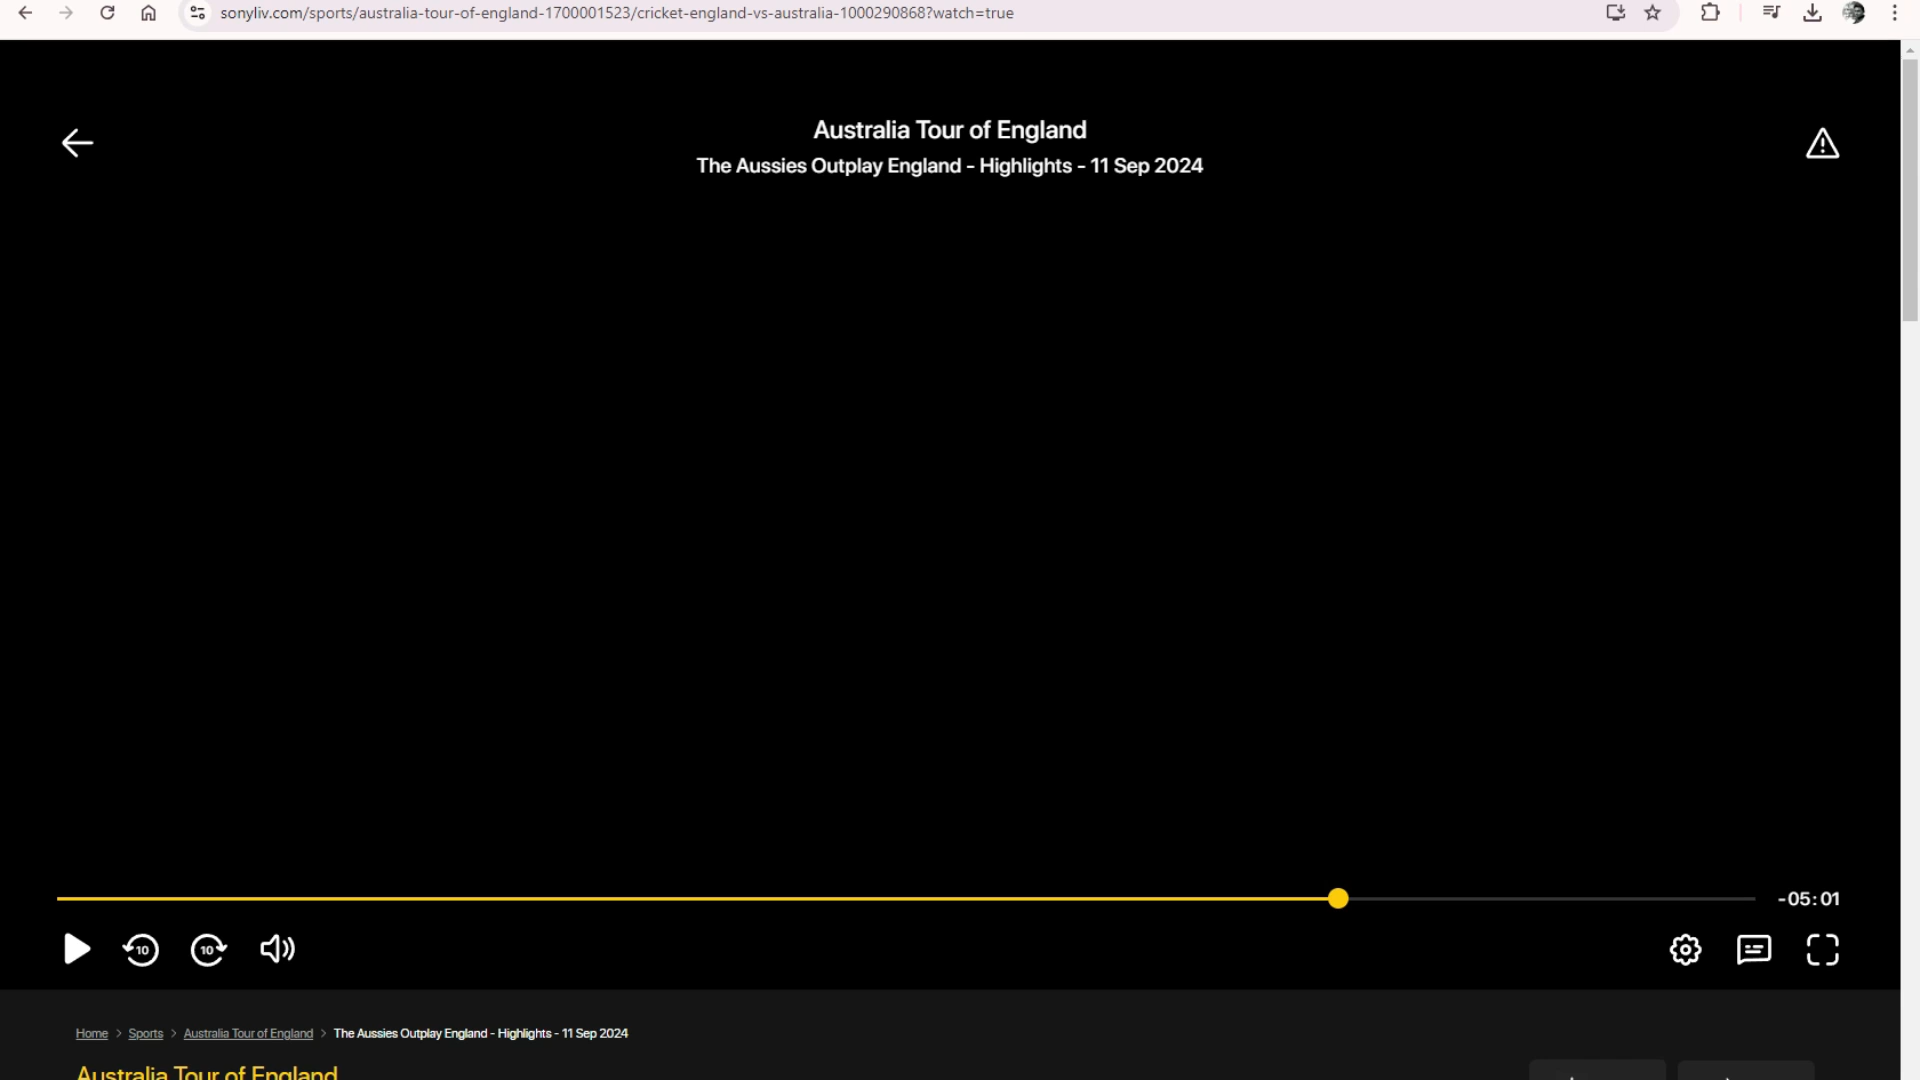 sonyliv.com/sports/australia-tour-of-england-1700001523/cricket-england-vs-australia-1000290868?watch=true
Australia Tour of England
The Aussies Outplay England - Highlights - 11 Sep 2024
-05:01
10
10
Home > Sports > Australia Tour of England > The Aussies Outplay England - Highlights - 11 Sep 2024
Australia Tour of England